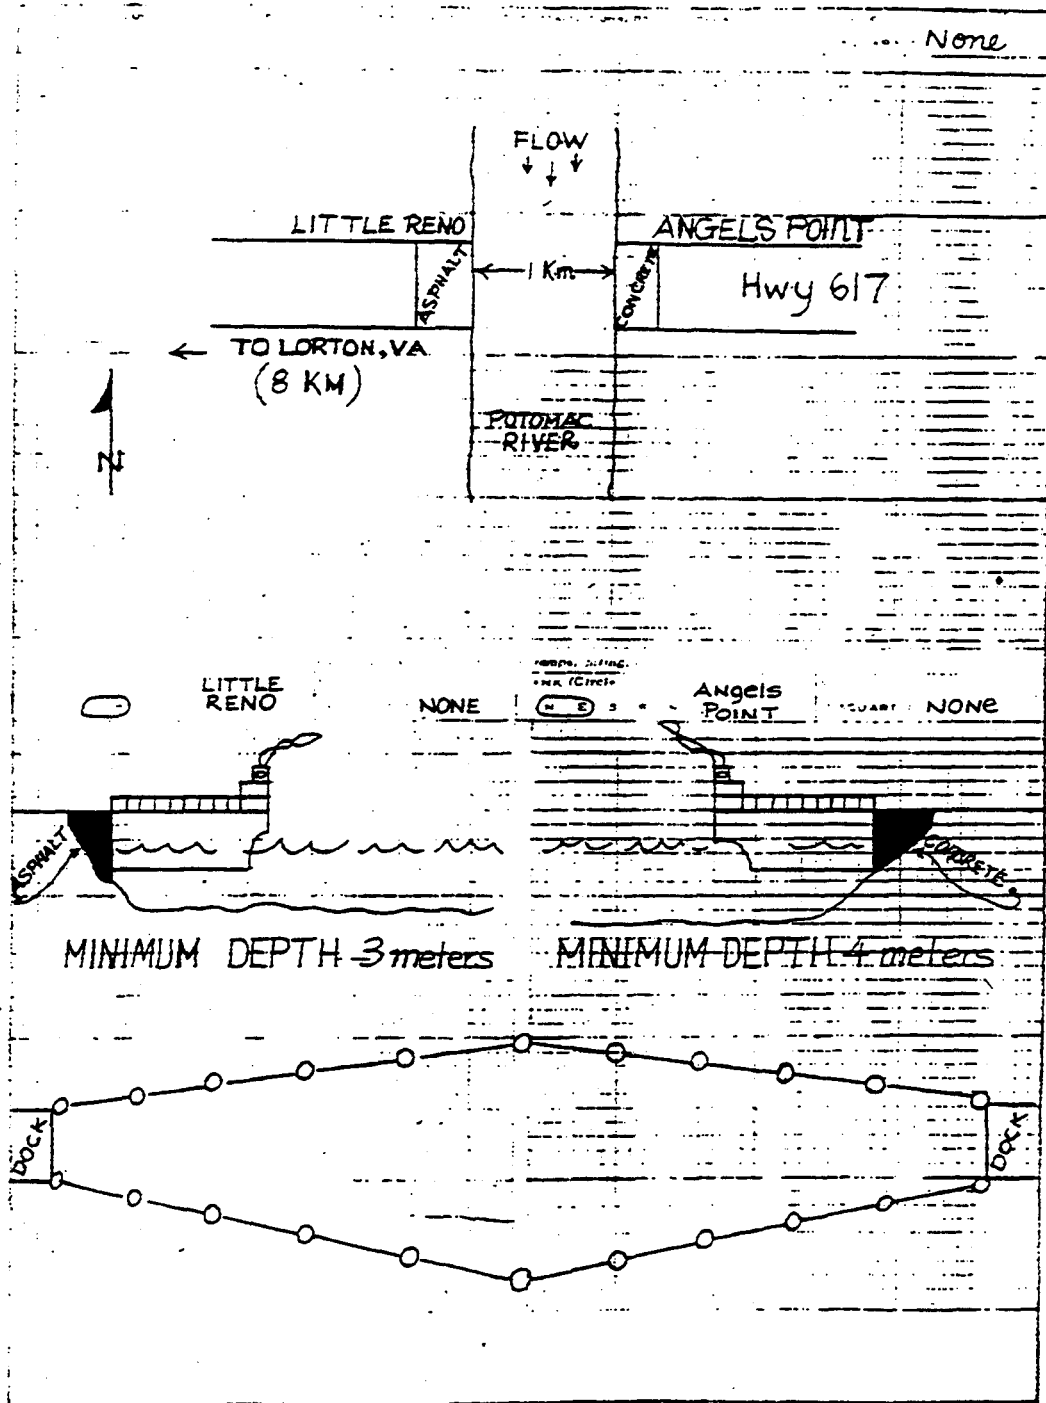 None
FLOW
LITTLE RENO
ANGELS POINT
ASPHALT
1 Km
CONCRETE
Hwy 617
TO LORTON, VA
(8 KM)
N
POTOMAC
RIVER
LITTLE
RENO
NONE
N E S
Angels
POINT
NONe
ASPHALT
CONCRETE
MINIMUM DEPTH-3 meters
MINIMUM DEPTH-4 meters
DOCK
DOCK